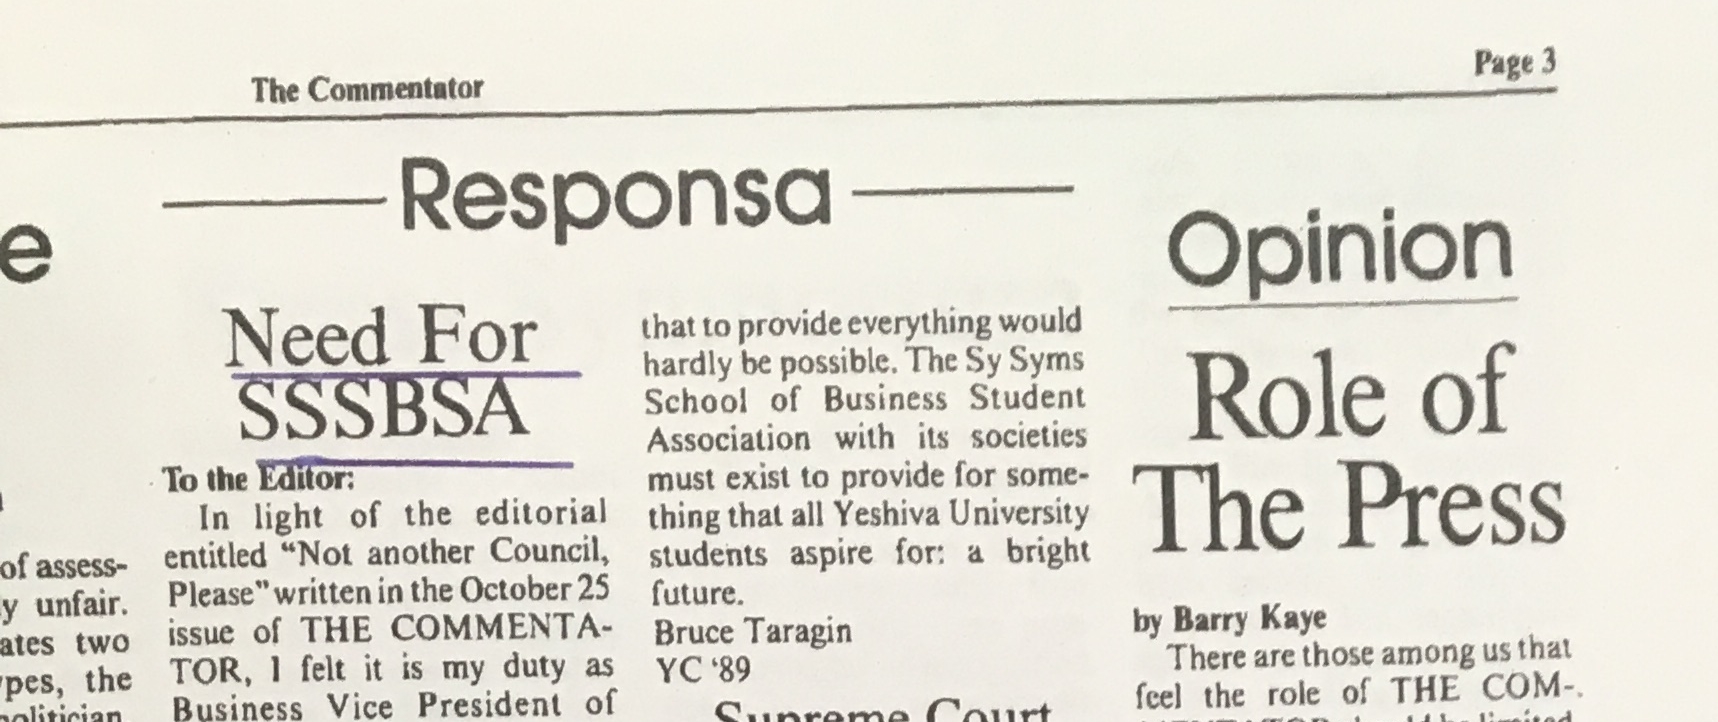 The Commentator
Page 3
Responsa
e
Need For
SSSBSA
To the Editor:
In light of the editorial
entitled “Not another Council,
Please” written in the October 25
issue of THE COMMENTA-
TOR, I felt it is my duty as
Business Vice President of
that to provide everything would
hardly be possible. The Sy Syms
School of Business Student
Association with its societies
must exist to provide for some-
thing that all Yeshiva University
students aspire for: a bright
future.
Bruce Taragin
YC ‘89
Supreme Court
Opinion
Role of
The Press
by Barry Kaye
There are those among us that
feel the role of THE COM-
of assess-
y unfair.
ates two
ypes, the
olitician